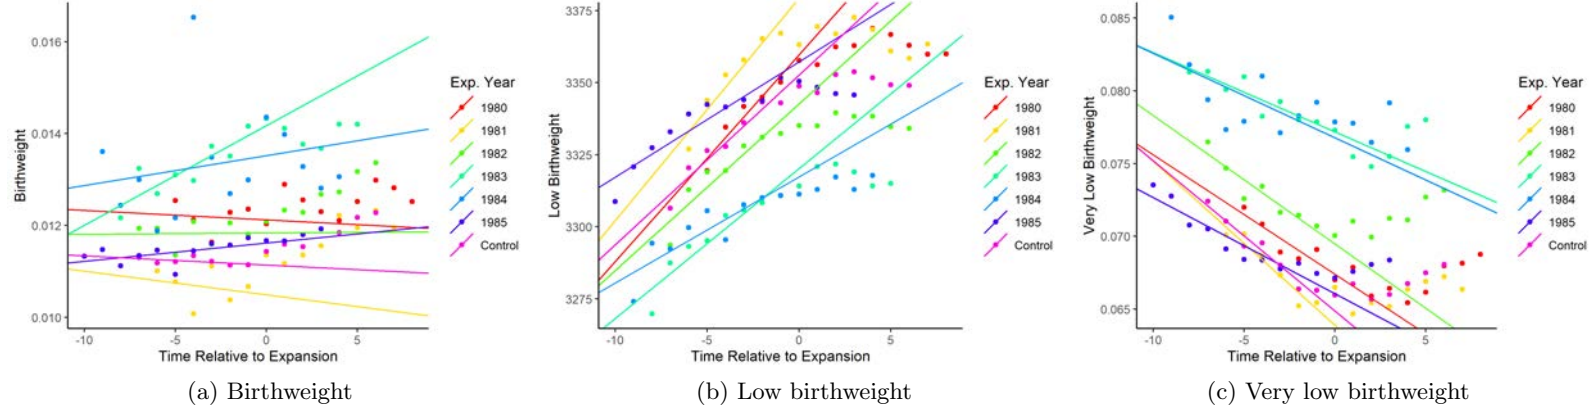 Birthweight
0.016
0.014
0.012
0.010
-10 -5 0 5
Time Relative to Expansion
Exp. Year
1980
1981
1982
1983
1984
1985
Control
(a) Birthweight
Low Birthweight
3375
3350
3325
3300
3275
-10 -5 0 5
Time Relative to Expansion
Exp. Year
1980
1981
1982
1983
1984
1985
Control
(b) Low birthweight
Very Low Birthweight
0.085
0.080
0.075
0.070
0.065
-10 -5 0 5
Time Relative to Expansion
Exp. Year
1980
1981
1982
1983
1984
1985
Control
(c) Very low birthweight